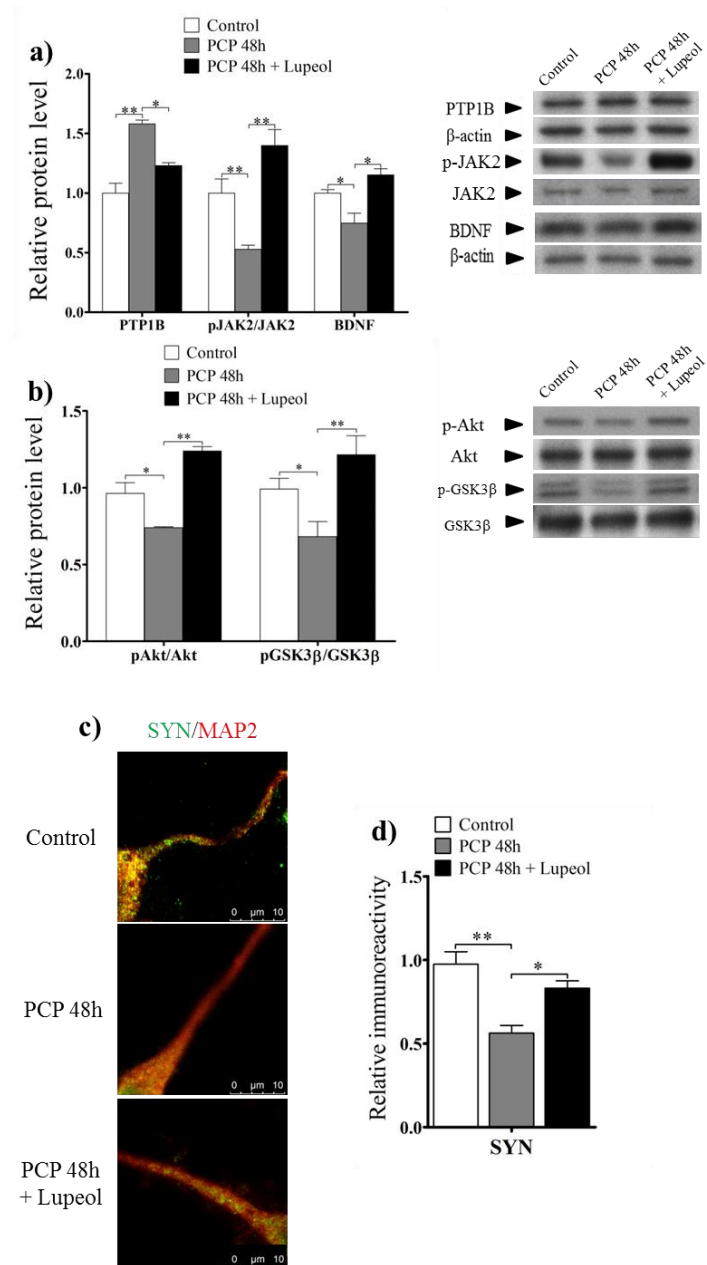 a)
Control
PCP 48h
PCP 48h + Lupeol
Relative protein level
2.0
1.5
1.0
0.5
0.0
** *
** **
* *
PTP1B pJAK2/JAK2 BDNF
Control PCP 48h PCP 48h + Lupeol
PTP1B
β-actin
p-JAK2
JAK2
BDNF
β-actin
b)
Control
PCP 48h
PCP 48h + Lupeol
Relative protein level
1.5
1.0
0.5
0.0
* **
* **
pAkt/Akt pGSK3β/GSK3β
Control PCP 48h PCP 48h + Lupeol
p-Akt
Akt
p-GSK3β
GSK3β
c)
SYN/MAP2
Control
0 µm 10
PCP 48h
0 µm 10
PCP 48h
+ Lupeol
0 µm 10
d)
Control
PCP 48h
PCP 48h + Lupeol
Relative immunoreactivity
1.5
1.0
0.5
0.0
** *
SYN